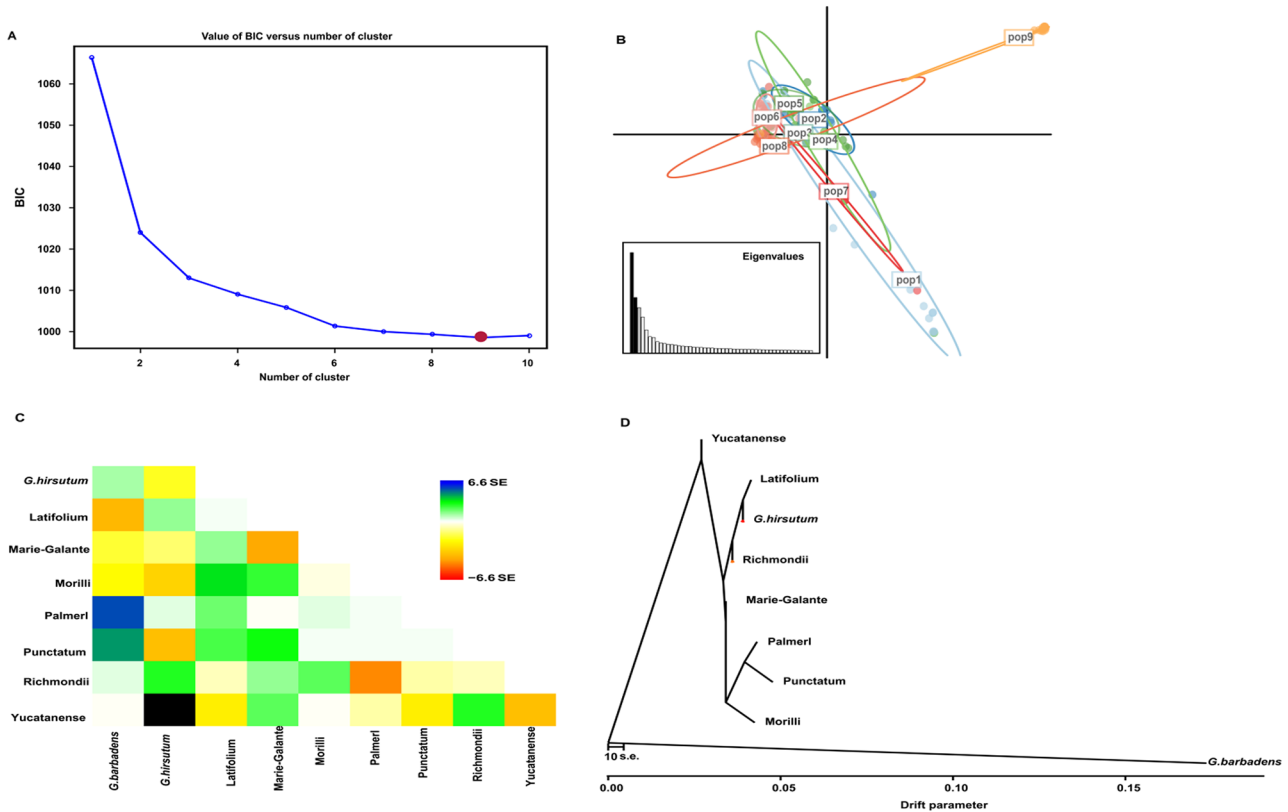 A
Value of BIC versus number of cluster
BIC
1060
1050
1040
1030
1020
1010
1000
2
4
6
8
10
Number of cluster
B
pop9
pop5
pop6
pop2
pop3
pop4
pop8
pop7
pop1
Eigenvalues
C
G.hirsutum
Latifolium
Marie-Galante
Morilli
Palmerl
Punctatum
Richmondii
Yucatanense
G.barbadens
G.hirsutum
Latifolium
Marie-Galante
Morilli
Palmerl
Punctatum
Richmondii
Yucatanense
6.6 SE
−6.6 SE
D
Yucatanense
Latifolium
G.hirsutum
Richmondii
Marie-Galante
Palmerl
Punctatum
Morilli
G.barbadens
10 s.e.
0.00
0.05
0.10
0.15
Drift parameter